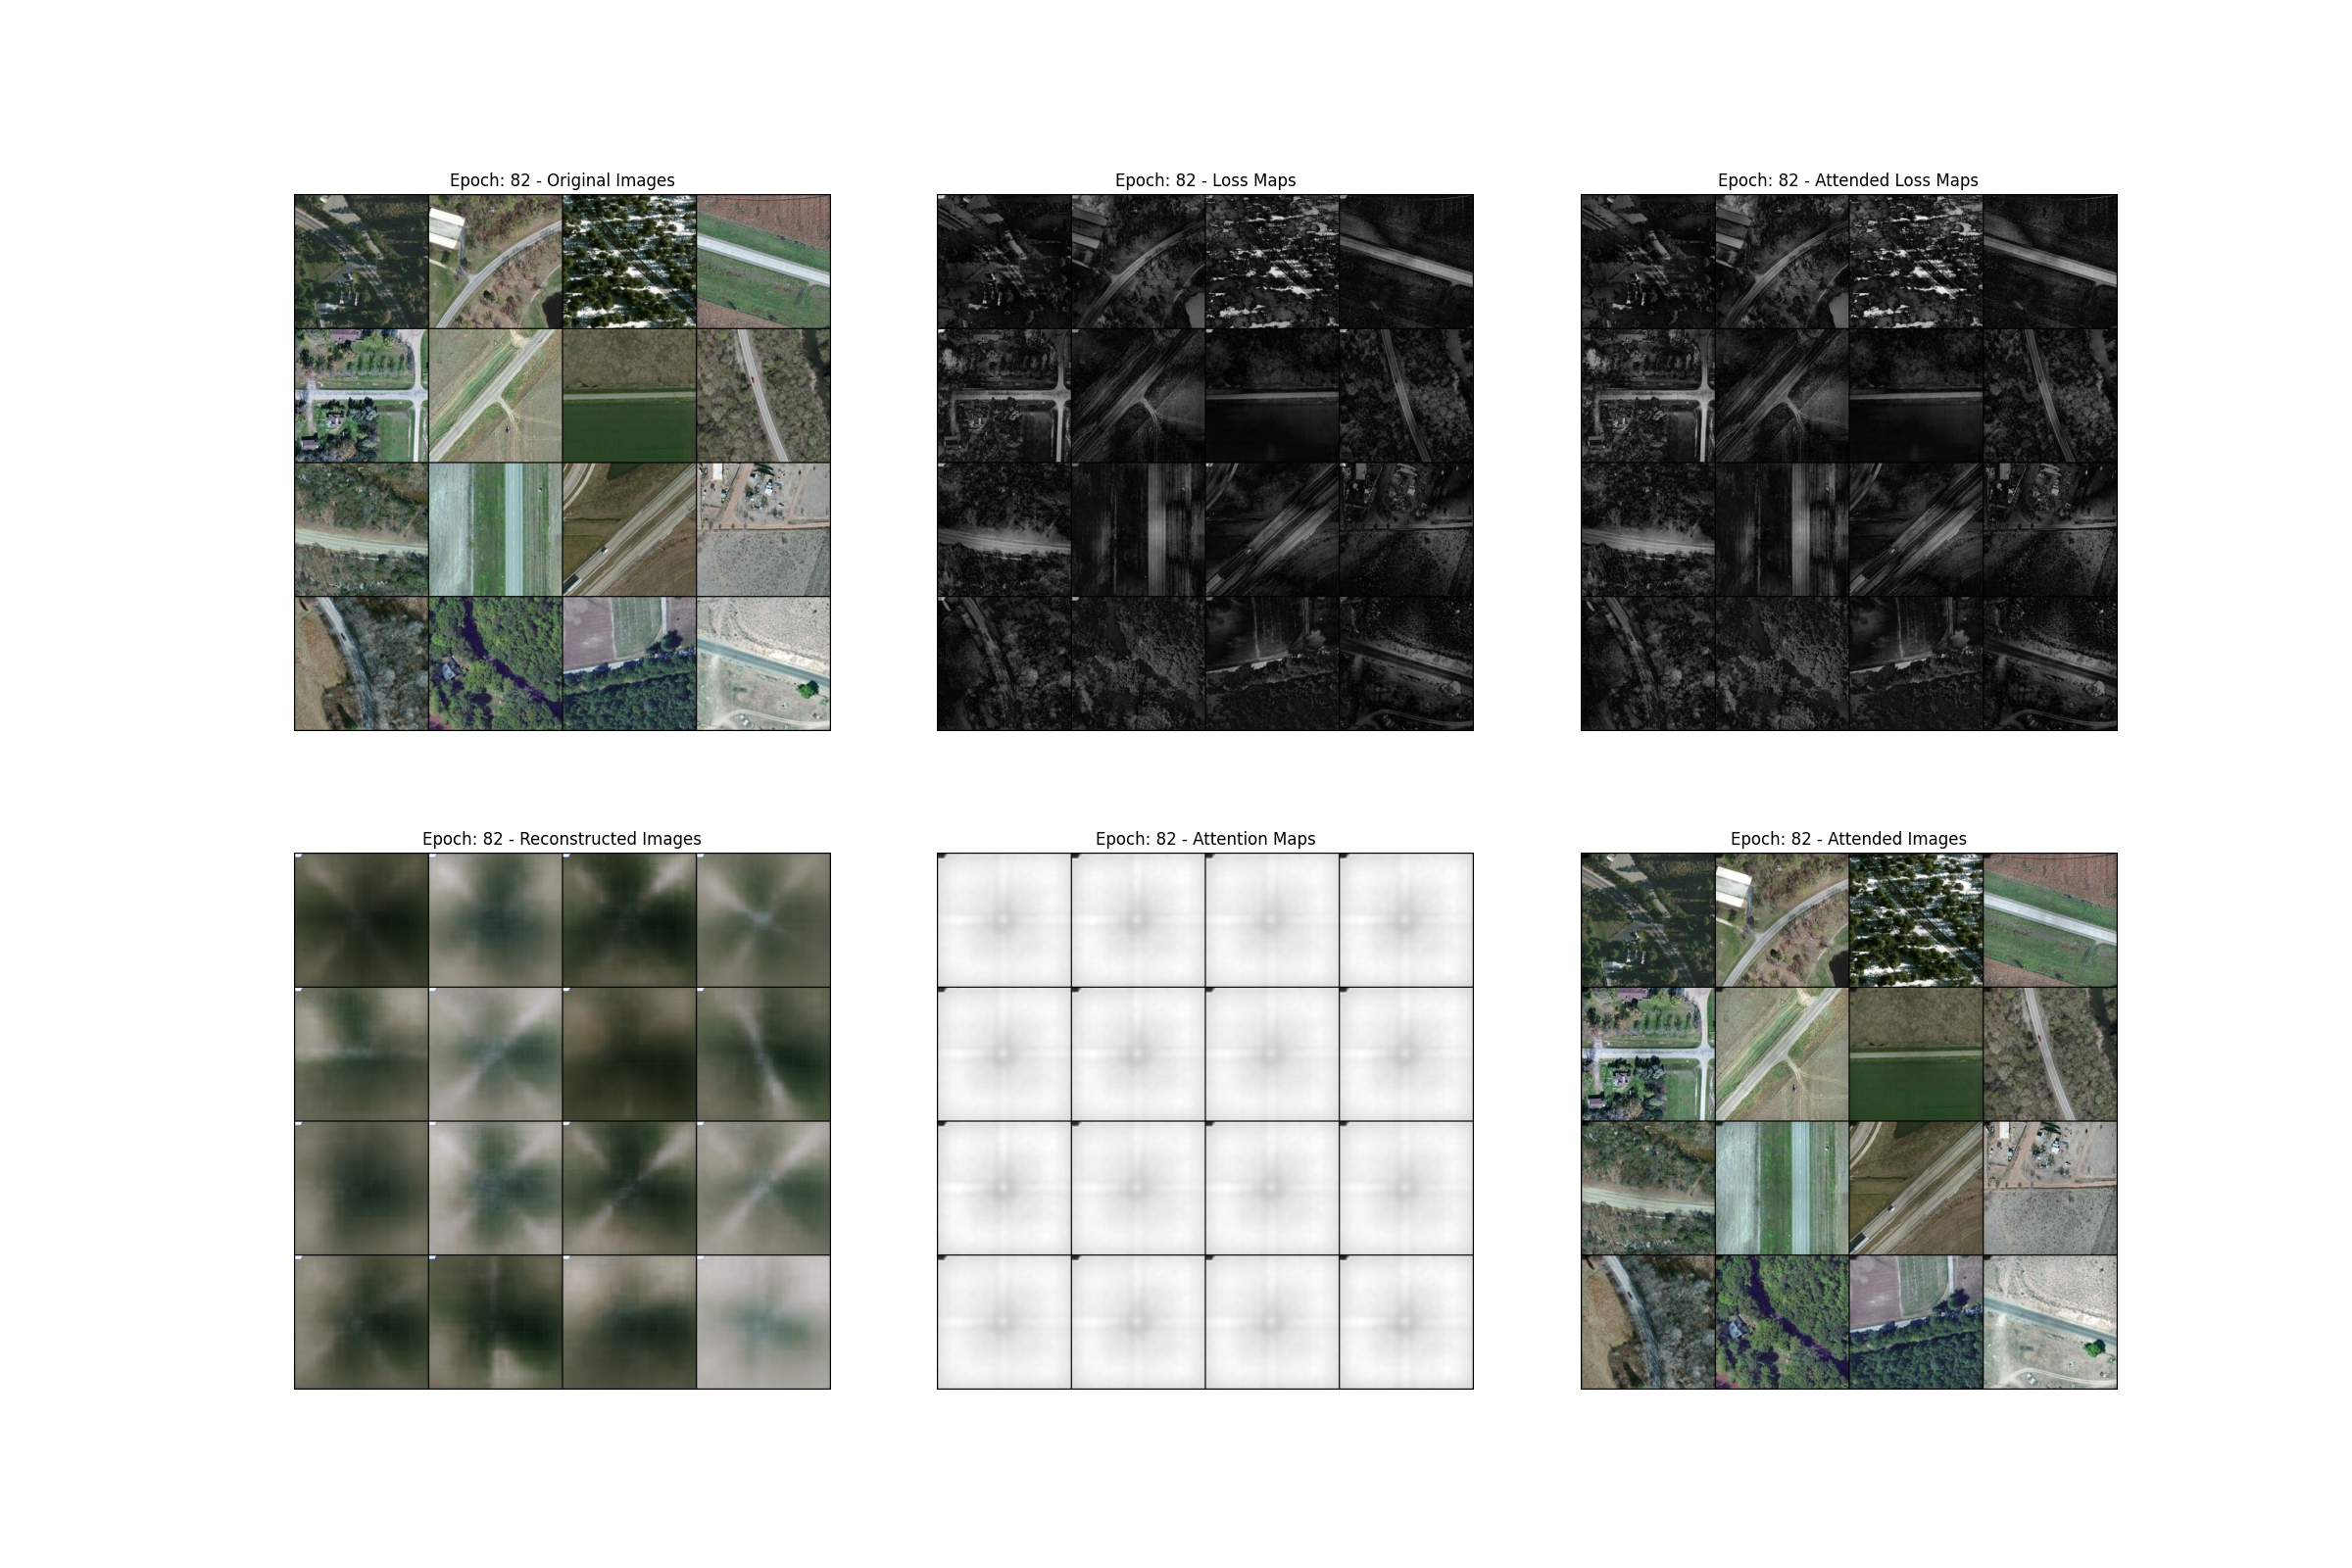 Epoch: 82 - Original Images
Epoch: 82 - Loss Maps
Epoch: 82 - Attended Loss Maps
Epoch: 82 - Reconstructed Images
Epoch: 82 - Attention Maps
Epoch: 82 - Attended Images